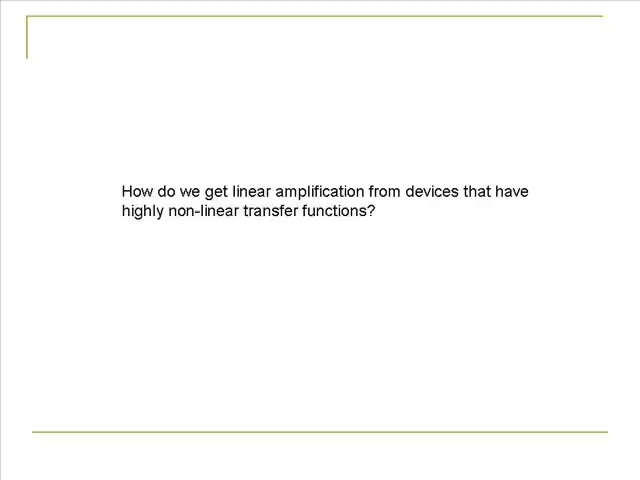 How do we get linear amplification from devices that have
highly non-linear transfer functions?